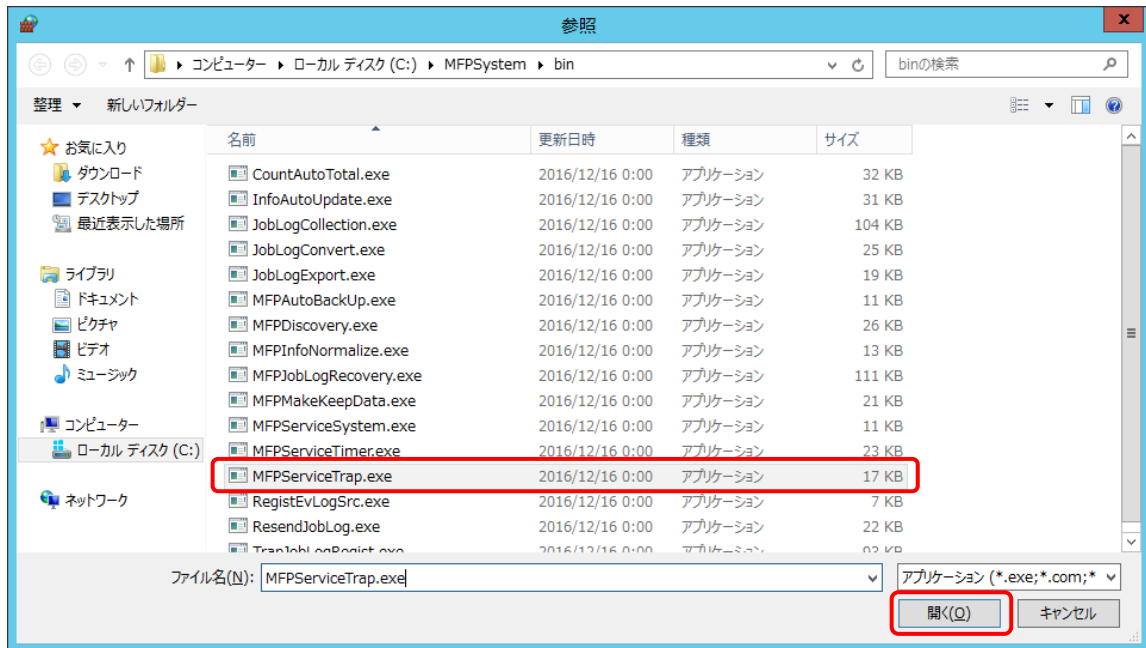 参照
x
コンピューター ▸ ローカル ディスク (C:) ▸ MFPSystem ▸ bin
binの検索
整理 ▼ 新しいフォルダー
名前 更新日時 種類 サイズ
お気に入り
ダウンロード
デスクトップ
最近表示した場所
ライブラリ
ドキュメント
ピクチャ
ビデオ
ミュージック
コンピューター
ローカル ディスク (C:)
ネットワーク
CountAutoTotal.exe 2016/12/16 0:00 アプリケーション 32 KB
InfoAutoUpdate.exe 2016/12/16 0:00 アプリケーション 31 KB
JobLogCollection.exe 2016/12/16 0:00 アプリケーション 104 KB
JobLogConvert.exe 2016/12/16 0:00 アプリケーション 25 KB
JobLogExport.exe 2016/12/16 0:00 アプリケーション 19 KB
MFPAutoBackUp.exe 2016/12/16 0:00 アプリケーション 11 KB
MFPDiscovery.exe 2016/12/16 0:00 アプリケーション 26 KB
MFPInfoNormalize.exe 2016/12/16 0:00 アプリケーション 13 KB
MFPJobLogRecovery.exe 2016/12/16 0:00 アプリケーション 111 KB
MFPMakeKeepData.exe 2016/12/16 0:00 アプリケーション 21 KB
MFPServiceSystem.exe 2016/12/16 0:00 アプリケーション 11 KB
MFPServiceTimer.exe 2016/12/16 0:00 アプリケーション 23 KB
MFPServiceTrap.exe 2016/12/16 0:00 アプリケーション 17 KB
RegistEvLogSrc.exe 2016/12/16 0:00 アプリケーション 7 KB
ResendJobLog.exe 2016/12/16 0:00 アプリケーション 22 KB
2016/12/16 0:00 アプリケーション
ファイル名(N): MFPServiceTrap.exe
アプリケーション (*.exe;*.com;*
開く(O) キャンセル